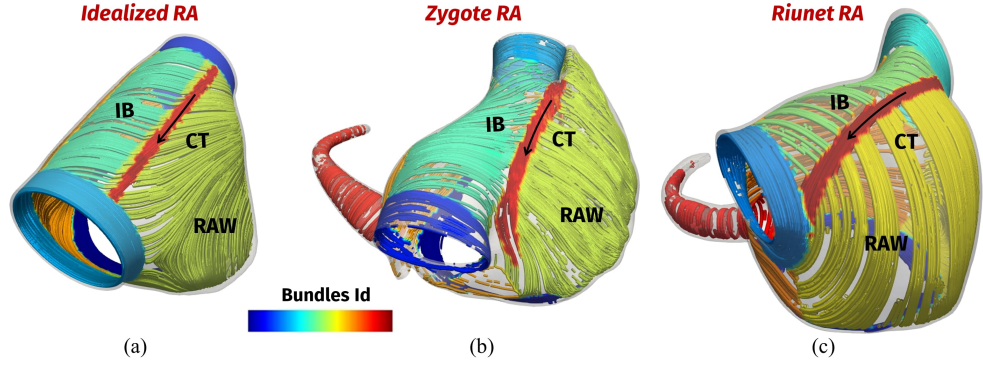 Idealized RA
Zygote RA
Riunet RA
IB
CT
RAW
IB
CT
RAW
IB
CT
RAW
Bundles Id
(a)
(b)
(c)